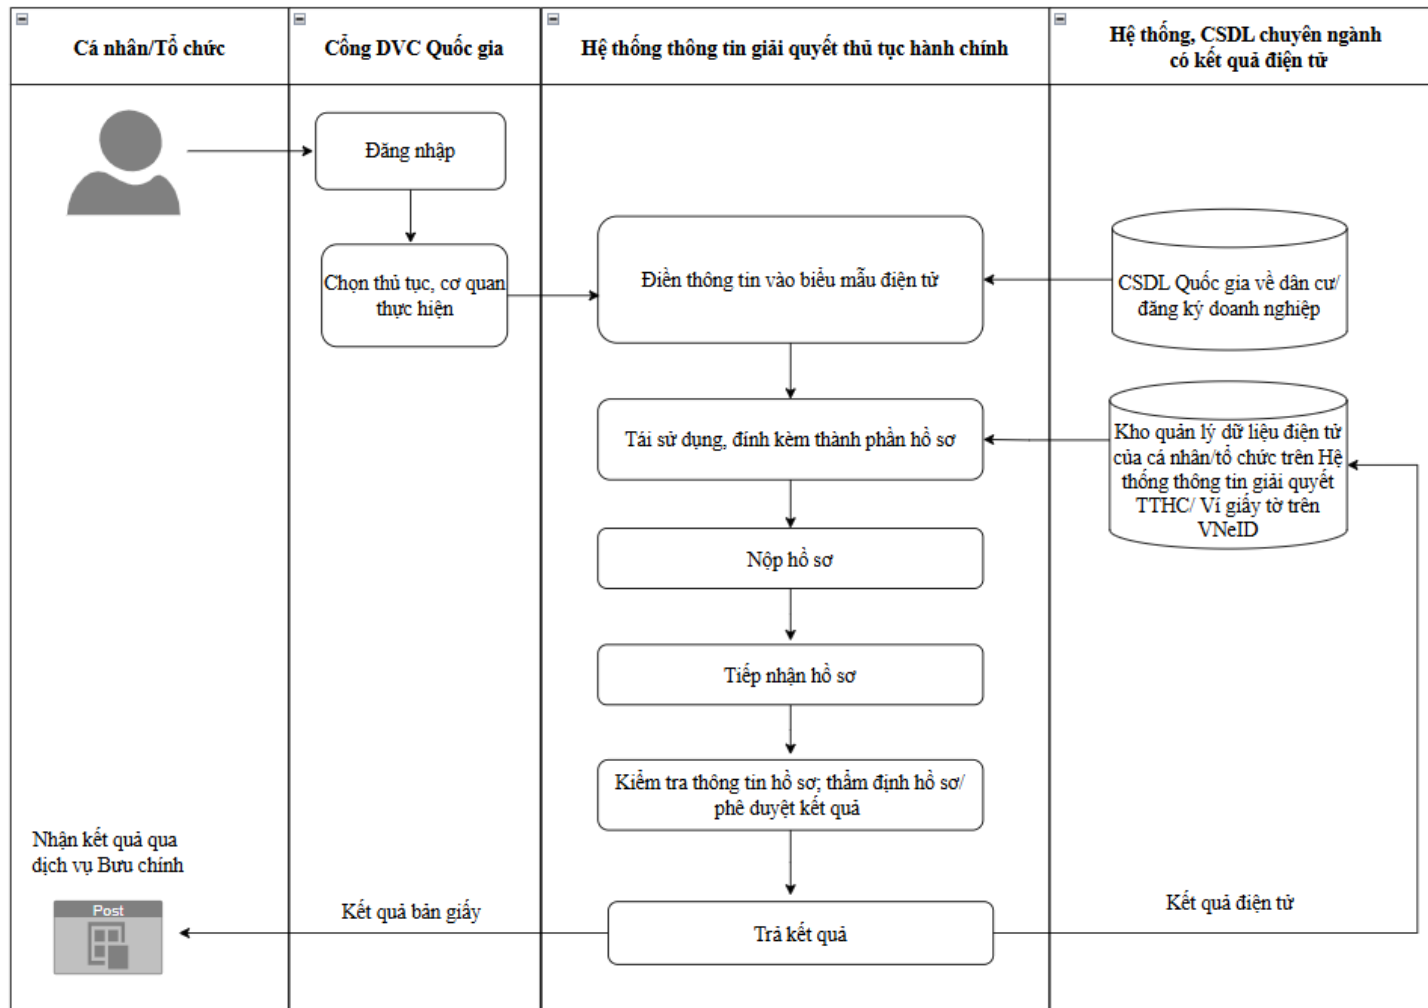 Cá nhân/Tổ chức
Cổng DVC Quốc gia
Hệ thống thông tin giải quyết thủ tục hành chính
Hệ thống, CSDL chuyên ngành
có kết quả điện tử
Đăng nhập
Chọn thủ tục, cơ quan
thực hiện
Điền thông tin vào biểu mẫu điện tử
CSDL Quốc gia về dân cư/
đăng ký doanh nghiệp
Tái sử dụng, đính kèm thành phần hồ sơ
Kho quản lý dữ liệu điện tử
của cá nhân/tổ chức trên Hệ
thống thông tin giải quyết
TTHC/ Ví giấy tờ trên
VNeID
Nộp hồ sơ
Tiếp nhận hồ sơ
Kiểm tra thông tin hồ sơ; thẩm định hồ sơ/
phê duyệt kết quả
Nhận kết quả qua
dịch vụ Bưu chính
Post
Kết quả bản giấy
Trả kết quả
Kết quả điện tử